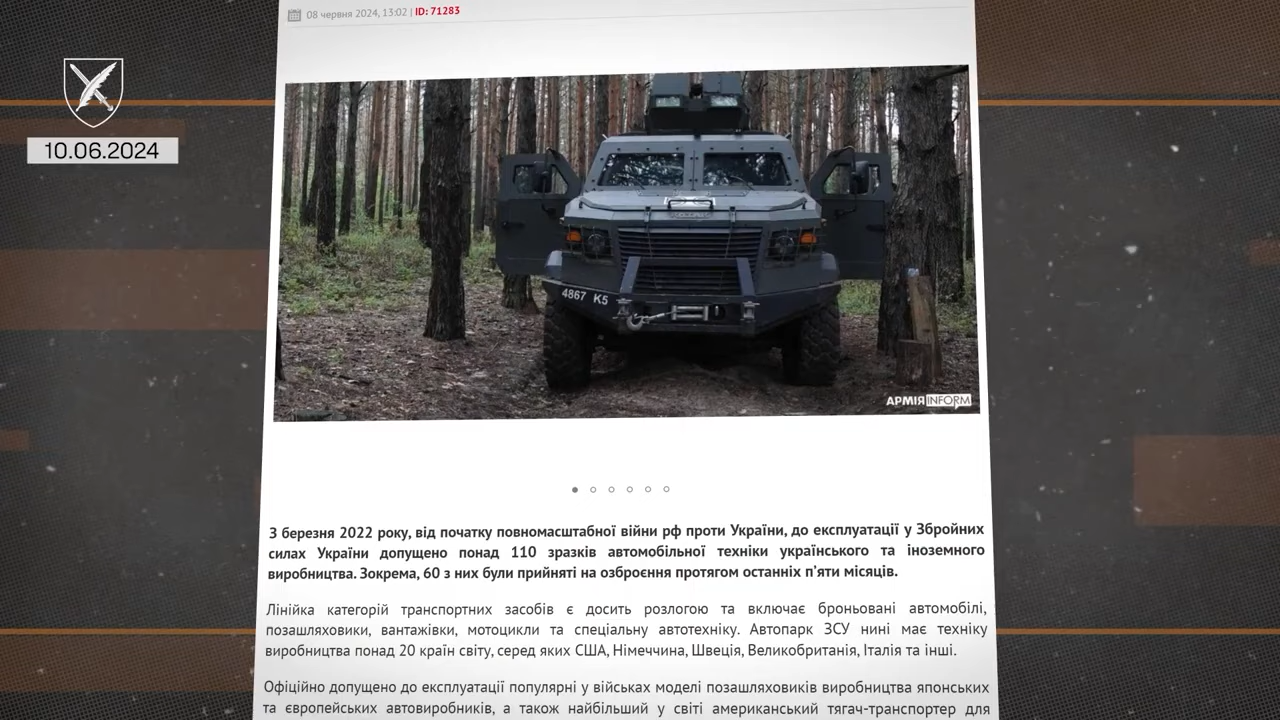 08 червня 2024, 13:02 | ID: 71283
10.06.2024
4867 K5
АРМІЯINFORM
З березня 2022 року, від початку повномасштабної війни рф проти України, до експлуатації у Збройних
силах України допущено понад 110 зразків автомобільної техніки українського та іноземного
виробництва. Зокрема, 60 з них були прийняті на озброєння протягом останніх п’яти місяців.
Лінійка категорій транспортних засобів є досить розлогою та включає броньовані автомобілі,
позашляховики, вантажівки, мотоцикли та спеціальну автотехніку. Автопарк ЗСУ нині має техніку
виробництва понад 20 країн світу, серед яких США, Німеччина, Швеція, Великобританія, Італія та інші.
Офіційно допущено до експлуатації популярні у військах моделі позашляховиків виробництва японських
та європейських автовиробників, а також найбільший у світі американський тягач-транспортер для